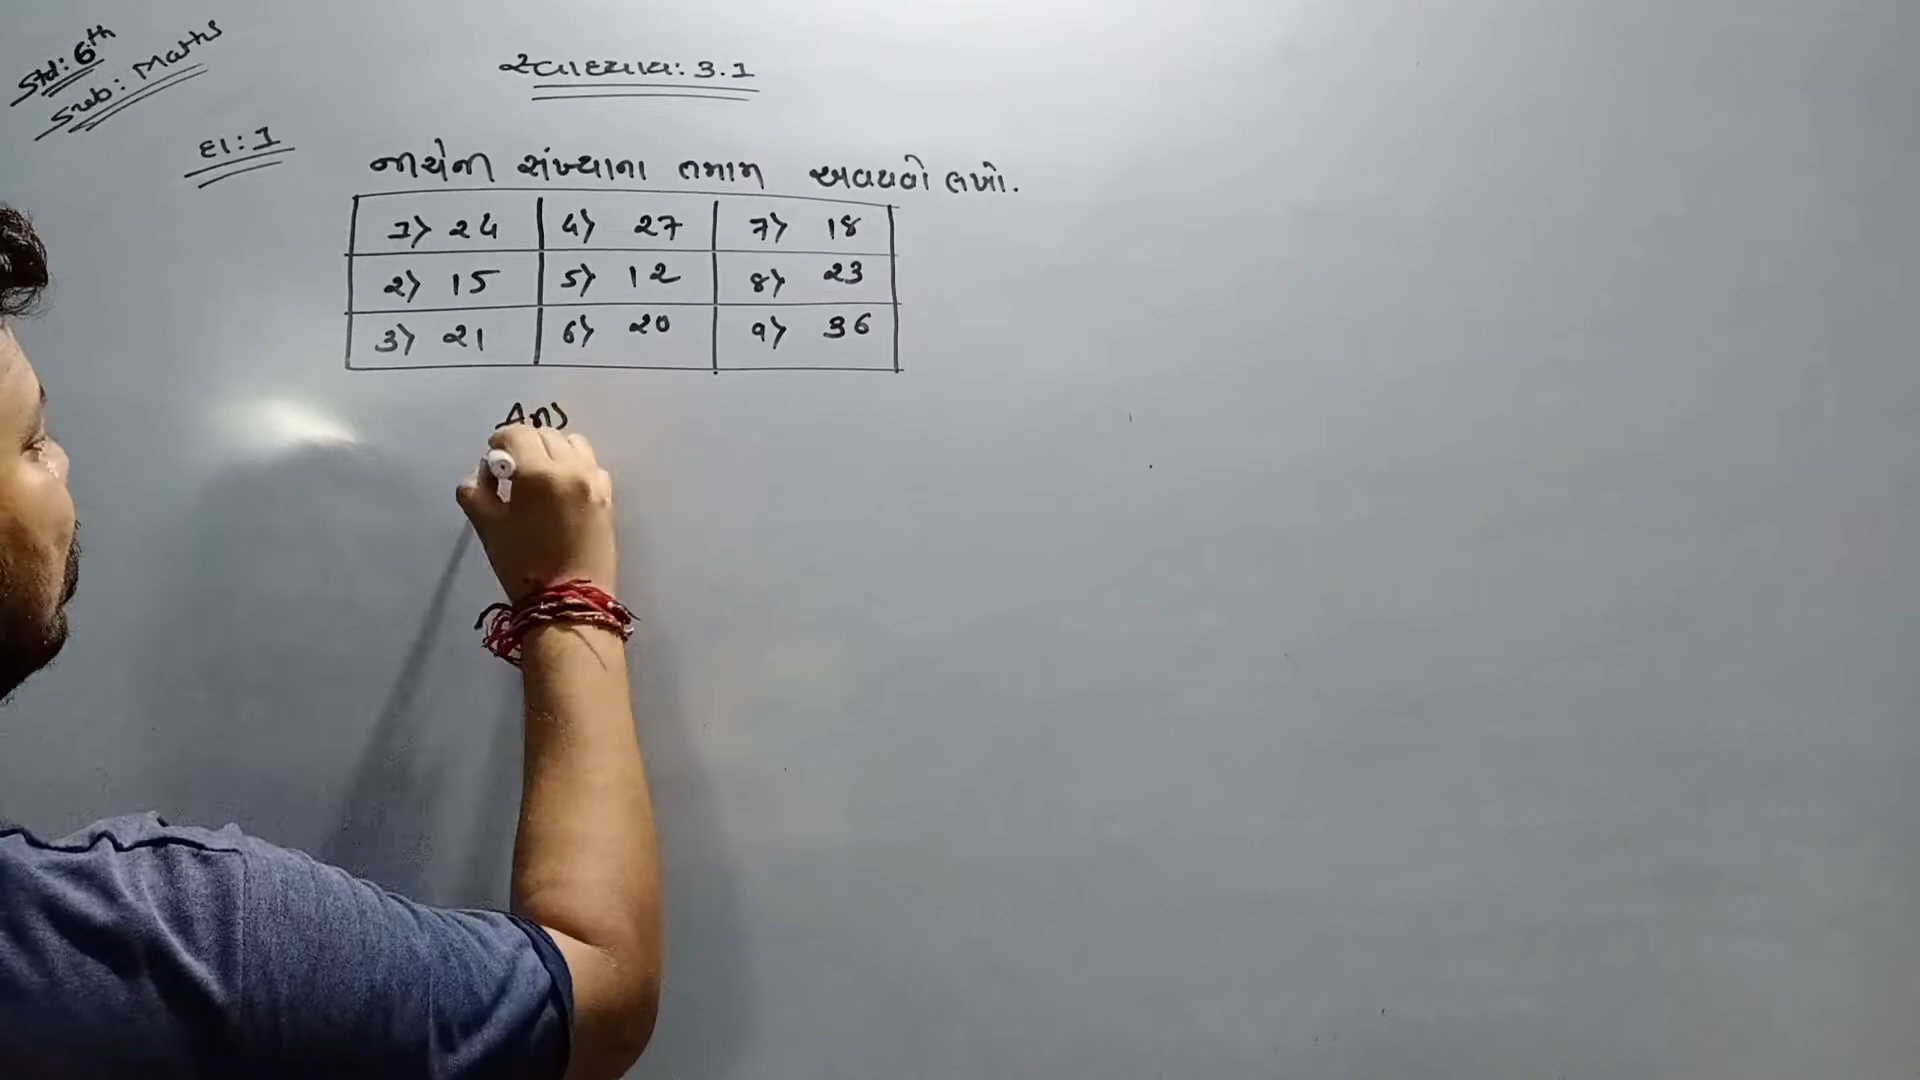 Std: 6th
Sub: Maths
સ્વાધ્યાય: 3.1
દા: 1
નીચેની સંખ્યાના તમામ અવયવો લખો.
1) 24 4) 27 7) 18
2) 15 5) 12 8) 23
3) 21 6) 20 9) 36
Ans